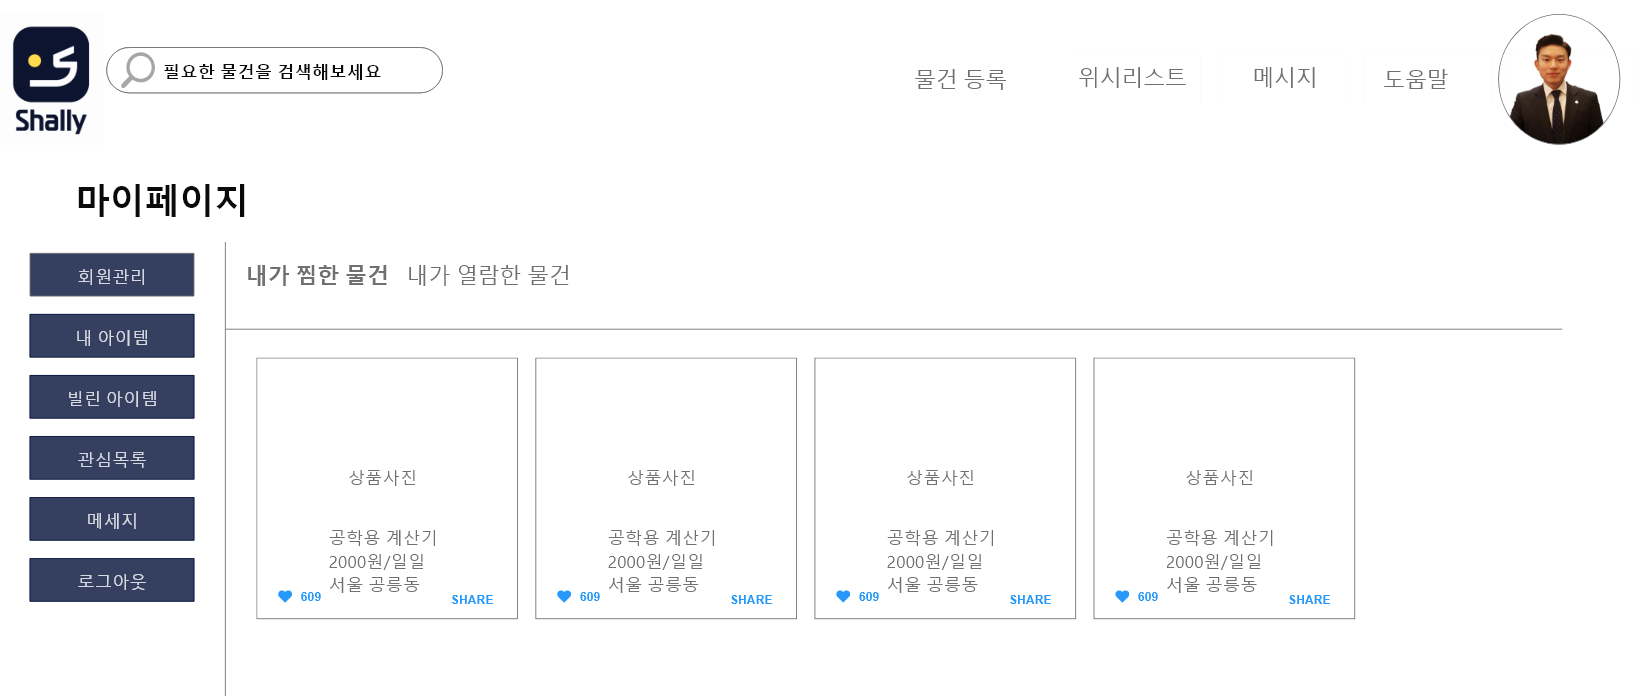 Shally
필요한 물건을 검색해보세요
물건 등록
위시리스트
메시지
도움말
마이페이지
회원관리
내 아이템
빌린 아이템
관심목록
메세지
로그아웃
내가 찜한 물건 내가 열람한 물건
상품사진
공학용 계산기
2000원/일일
서울 공릉동
609
SHARE
상품사진
공학용 계산기
2000원/일일
서울 공릉동
609
SHARE
상품사진
공학용 계산기
2000원/일일
서울 공릉동
609
SHARE
상품사진
공학용 계산기
2000원/일일
서울 공릉동
609
SHARE